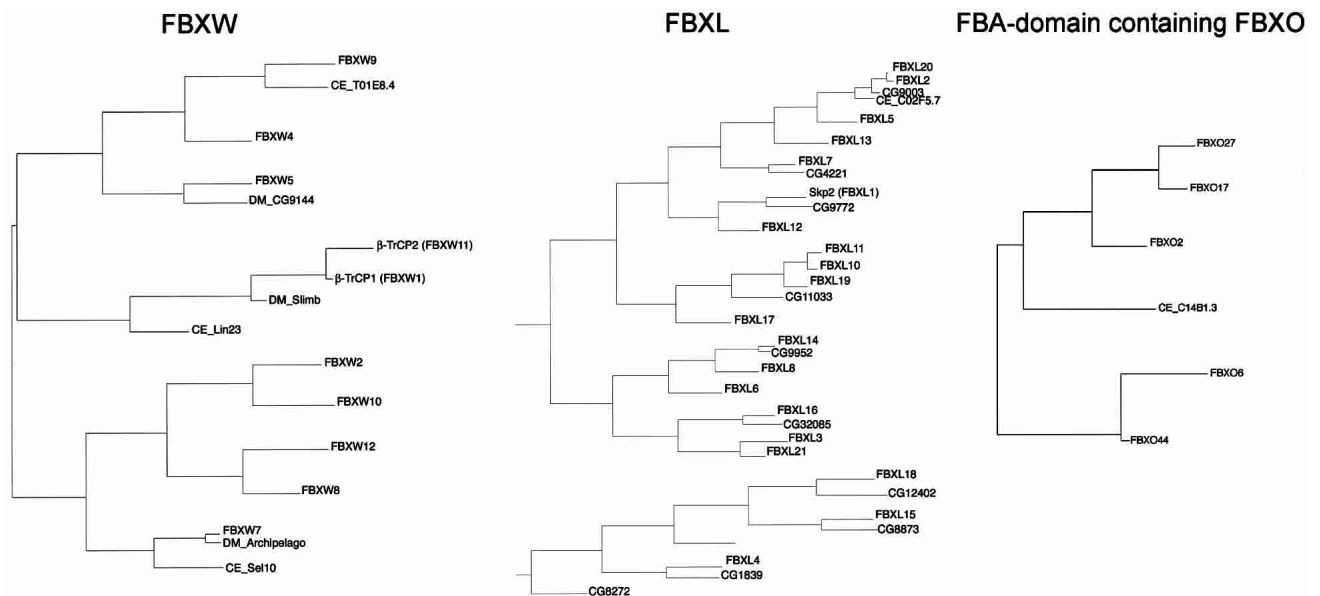 FBXW
FBXL
FBA-domain containing FBXO
FBXW9
CE_T01E8.4
FBXW4
FBXW5
DM_CG9144
β-TrCP2 (FBXW11)
β-TrCP1 (FBXW1)
DM_Slimb
CE_Lin23
FBXW2
FBXW10
FBXW12
FBXW8
FBXW7
DM_Archipelago
CE_Sel10
FBXL20
FBXL2
CG9003
CE_C02F5.7
FBXL5
FBXL13
FBXL7
CG4221
Skp2 (FBXL1)
CG9772
FBXL12
FBXL11
FBXL10
FBXL19
CG11033
FBXL17
FBXL14
CG9952
FBXL8
FBXL6
FBXL16
CG32085
FBXL3
FBXL21
FBXL18
CG12402
FBXL15
CG8873
FBXL4
CG1839
CG8272
FBXO27
FBXO17
FBXO2
CE_C14B1.3
FBXO6
FBXO44